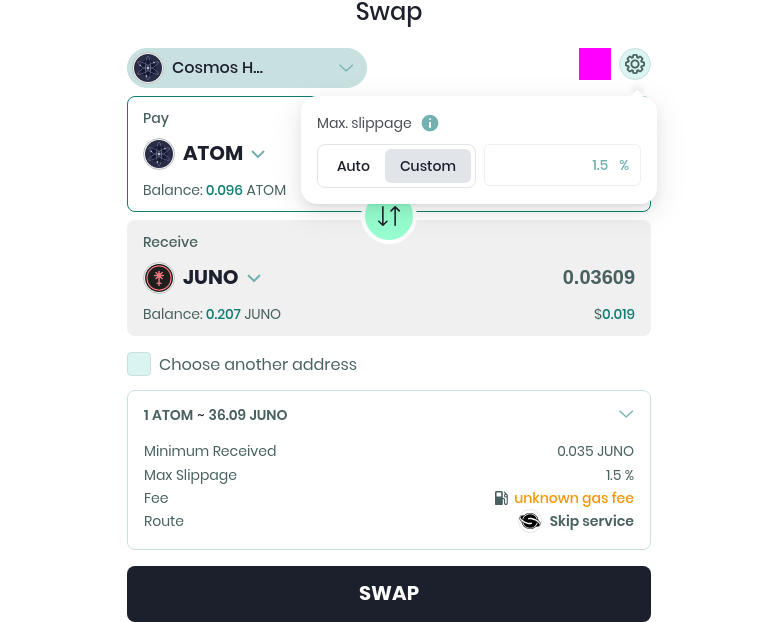 Swap
Cosmos H...
Max. slippage
Auto Custom 1.5 %
Pay
ATOM
Balance: 0.096 ATOM
Receive
JUNO 0.03609
Balance: 0.207 JUNO $0.019
Choose another address
1 ATOM ~ 36.09 JUNO
Minimum Received 0.035 JUNO
Max Slippage 1.5 %
Fee unknown gas fee
Route Skip service
SWAP